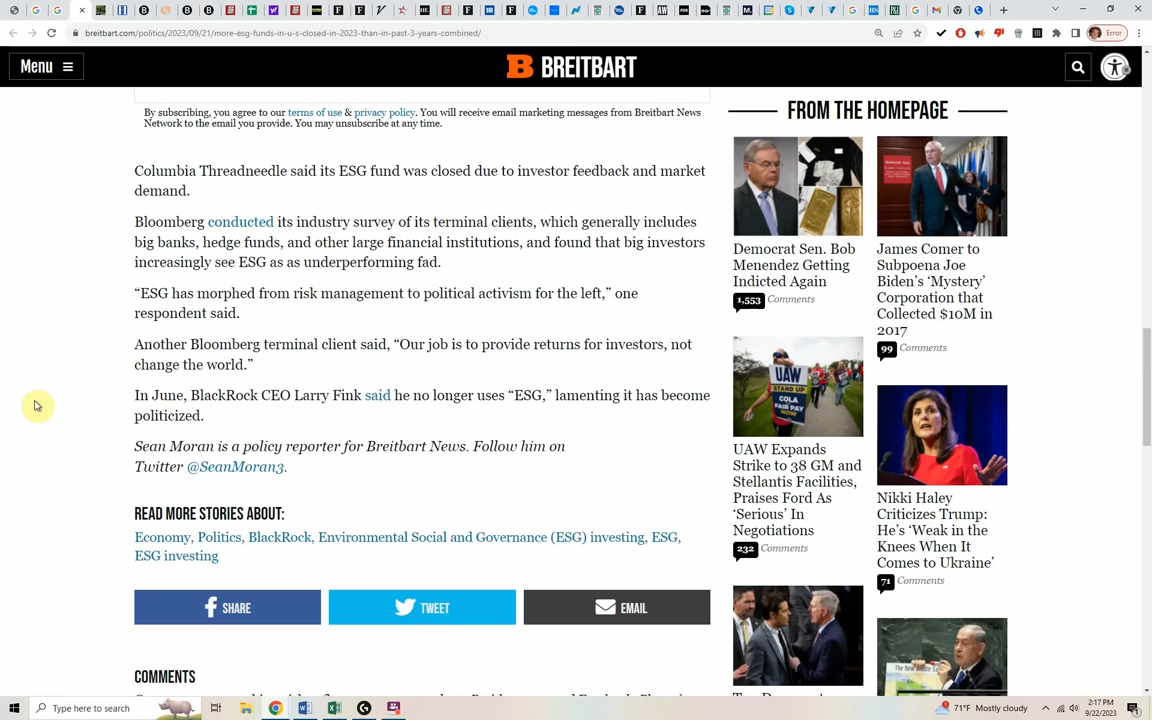 breitbart.com/politics/2023/09/21/more-esg-funds-in-u-s-closed-in-2023-than-in-past-3-years-combined/
Error
Menu
BREITBART
By subscribing, you agree to our terms of use & privacy policy. You will receive email marketing messages from Breitbart News
Network to the email you provide. You may unsubscribe at any time.
Columbia Threadneedle said its ESG fund was closed due to investor feedback and market
demand.
Bloomberg conducted its industry survey of its terminal clients, which generally includes
big banks, hedge funds, and other large financial institutions, and found that big investors
increasingly see ESG as as underperforming fad.
“ESG has morphed from risk management to political activism for the left,” one
respondent said.
Another Bloomberg terminal client said, “Our job is to provide returns for investors, not
change the world.”
In June, BlackRock CEO Larry Fink said he no longer uses “ESG,” lamenting it has become
politicized.
Sean Moran is a policy reporter for Breitbart News. Follow him on
Twitter @SeanMoran3.
READ MORE STORIES ABOUT:
Economy, Politics, BlackRock, Environmental Social and Governance (ESG) investing, ESG,
ESG investing
SHARE
TWEET
EMAIL
COMMENTS
FROM THE HOMEPAGE
Democrat Sen. Bob
Menendez Getting
Indicted Again
1,553 Comments
UAW
STAND UP
COLA
FAIR PAY
NOW
UAW Expands
Strike to 38 GM and
Stellantis Facilities,
Praises Ford As
‘Serious’ In
Negotiations
232 Comments
James Comer to
Subpoena Joe
Biden’s ‘Mystery’
Corporation that
Collected $10M in
2017
99 Comments
Nikki Haley
Criticizes Trump:
He’s ‘Weak in the
Knees When It
Comes to Ukraine’
71 Comments
Type here to search
71°F Mostly cloudy
2:17 PM
9/22/2023